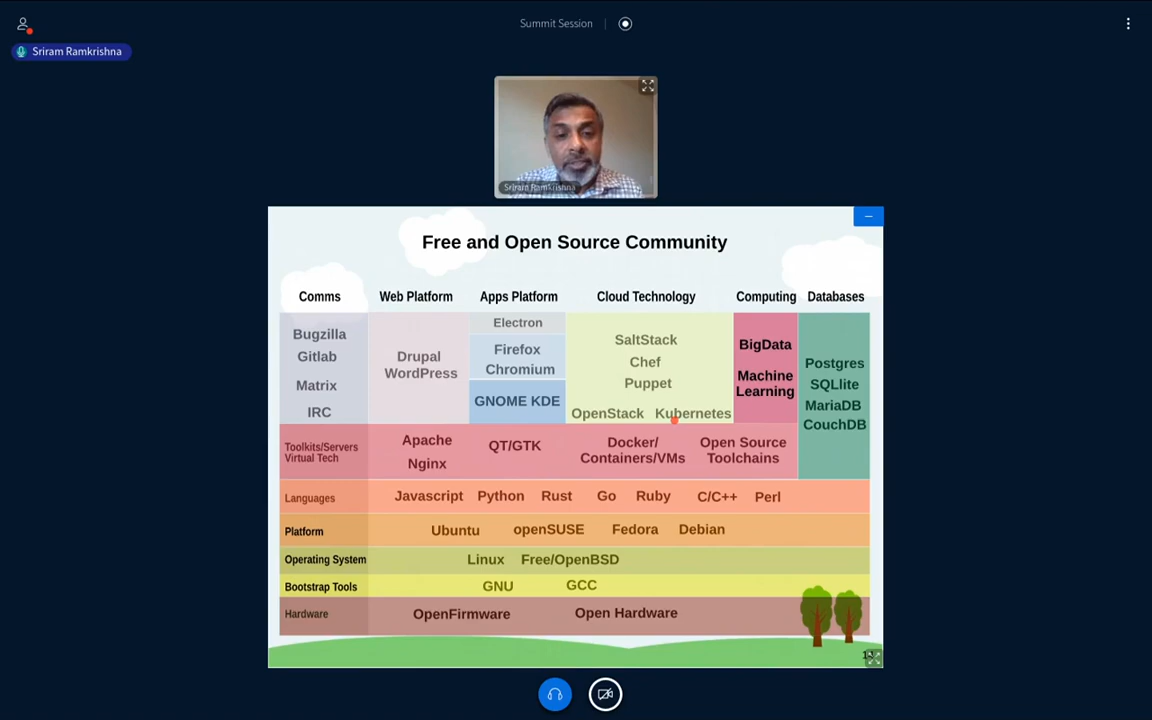 Summit Session
Sriram Ramkrishna
Sriram Ramkrishna
Free and Open Source Community
Comms Web Platform Apps Platform Cloud Technology Computing Databases
Bugzilla
Gitlab
Matrix
IRC
Drupal
WordPress
Electron
Firefox
Chromium
GNOME KDE
SaltStack
Chef
Puppet
OpenStack Kubernetes
BigData
Machine
Learning
Postgres
SQLlite
MariaDB
CouchDB
Toolkits/Servers
Virtual Tech
Apache
Nginx
QT/GTK
Docker/
Containers/VMs
Open Source
Toolchains
Languages Javascript Python Rust Go Ruby C/C++ Perl
Platform Ubuntu openSUSE Fedora Debian
Operating System Linux Free/OpenBSD
Bootstrap Tools GNU GCC
Hardware OpenFirmware Open Hardware